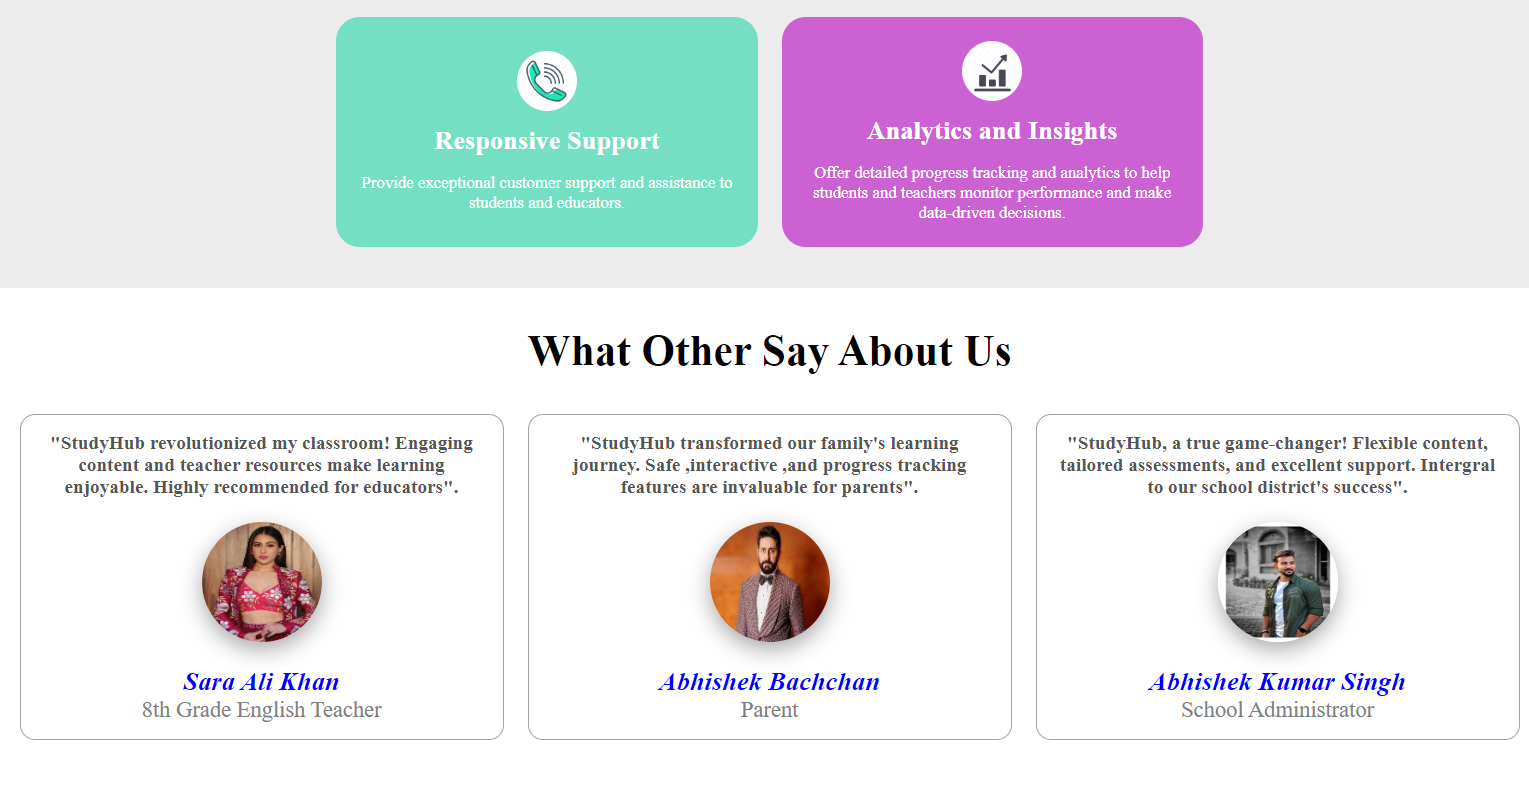 Responsive Support
Provide exceptional customer support and assistance to
students and educators.
Analytics and Insights
Offer detailed progress tracking and analytics to help
students and teachers monitor performance and make
data-driven decisions.
What Other Say About Us
"StudyHub revolutionized my classroom! Engaging
content and teacher resources make learning
enjoyable. Highly recommended for educators".
Sara Ali Khan
8th Grade English Teacher
"StudyHub transformed our family's learning
journey. Safe ,interactive ,and progress tracking
features are invaluable for parents".
Abhishek Bachchan
Parent
"StudyHub, a true game-changer! Flexible content,
tailored assessments, and excellent support. Intergral
to our school district's success".
Abhishek Kumar Singh
School Administrator